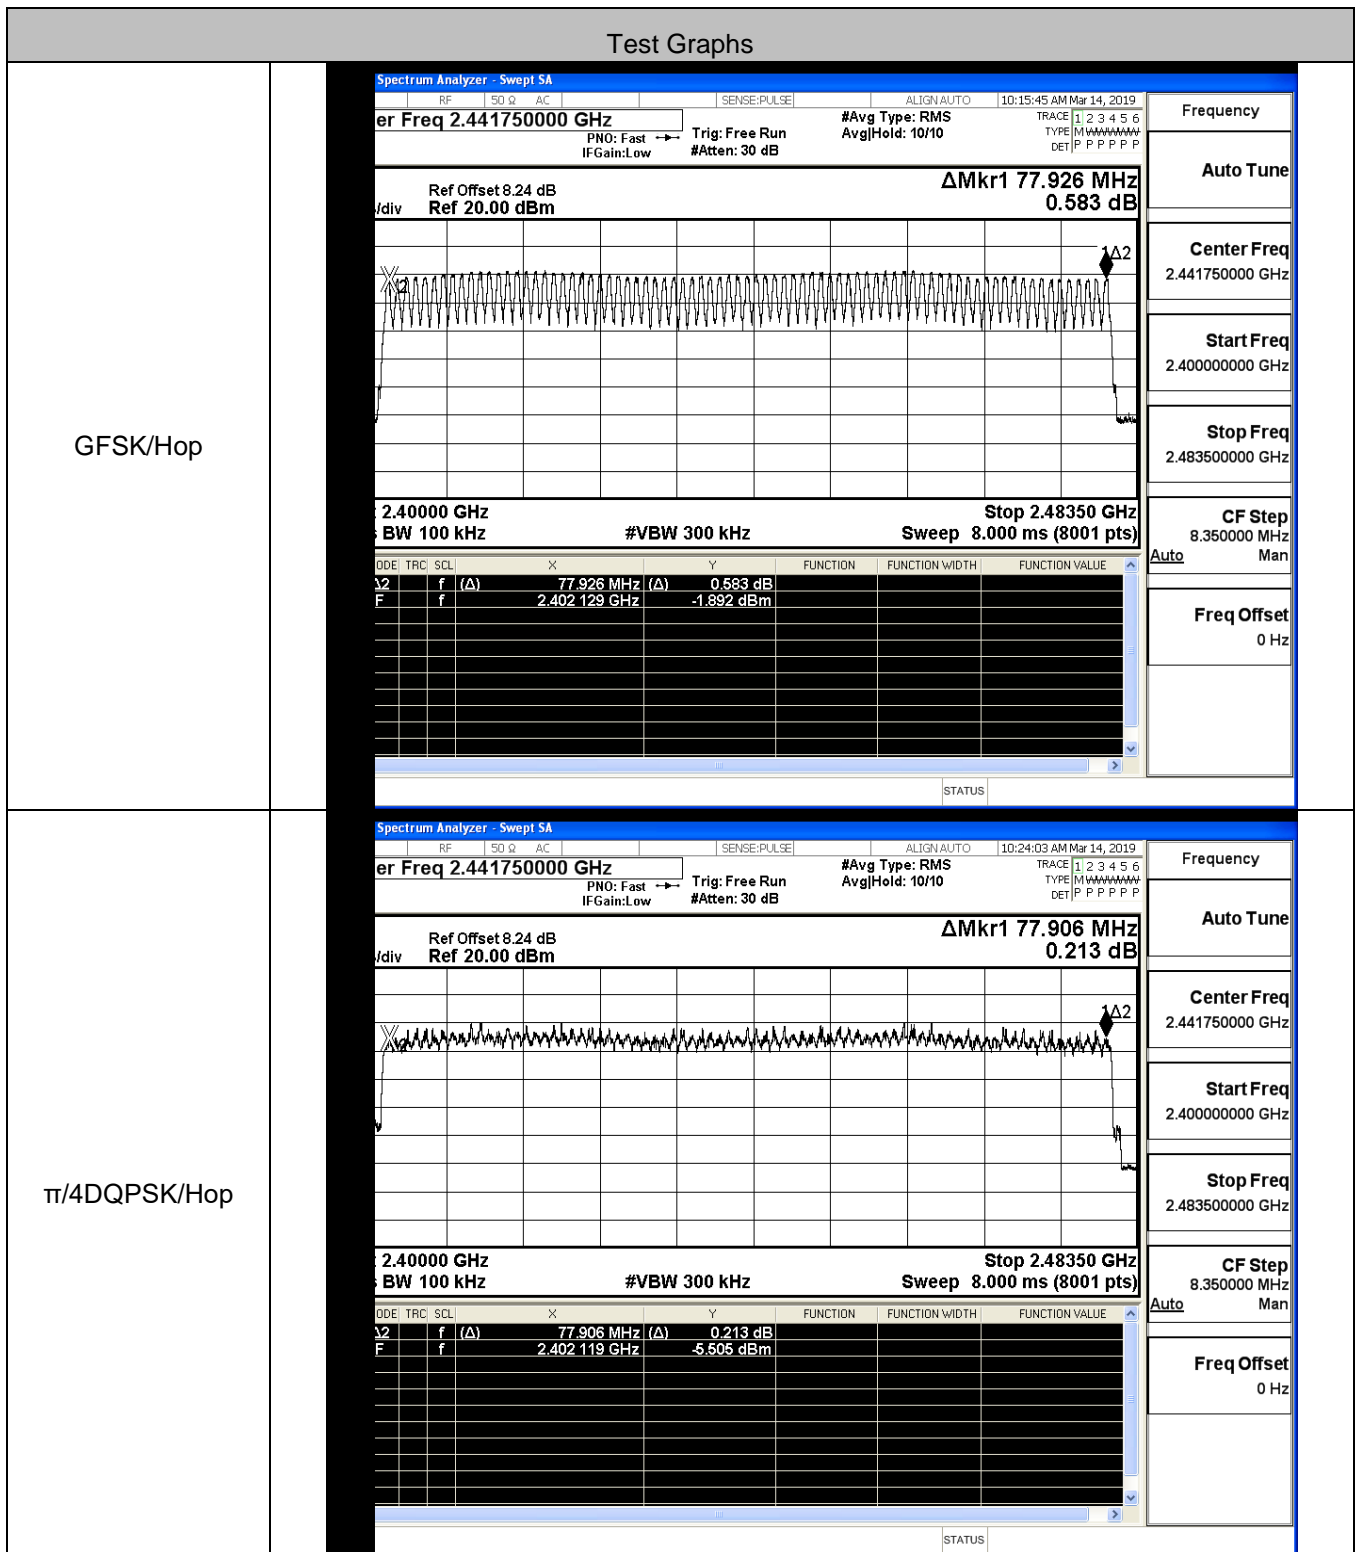 Test Graphs
GFSK/Hop
Spectrum Analyzer - Swept SA
RF 50 Ω AC SENSE:PULSE ALIGN AUTO 10:15:45 AM Mar 14, 2019
er Freq 2.441750000 GHz
PNO: Fast
IFGain:Low
Trig: Free Run
#Atten: 30 dB
#Avg Type: RMS
Avg|Hold: 10/10
TRACE 1 2 3 4 5 6
TYPE M
DET P P P P P P
Frequency
Auto Tune
Center Freq
2.441750000 GHz
Start Freq
2.400000000 GHz
Stop Freq
2.483500000 GHz
CF Step
8.350000 MHz
Auto Man
Freq Offset
0 Hz
ΔMkr1 77.926 MHz
0.583 dB
Ref Offset 8.24 dB
/div Ref 20.00 dBm
1Δ2
2.40000 GHz Stop 2.48350 GHz
BW 100 kHz #VBW 300 kHz Sweep 8.000 ms (8001 pts)
ODE TRC SCL X Y FUNCTION FUNCTION WIDTH FUNCTION VALUE
Δ2 f (Δ) 77.926 MHz (Δ) 0.583 dB
F f 2.402 129 GHz -1.892 dBm
STATUS
π/4DQPSK/Hop
Spectrum Analyzer - Swept SA
RF 50 Ω AC SENSE:PULSE ALIGN AUTO 10:24:03 AM Mar 14, 2019
er Freq 2.441750000 GHz
PNO: Fast
IFGain:Low
Trig: Free Run
#Atten: 30 dB
#Avg Type: RMS
Avg|Hold: 10/10
TRACE 1 2 3 4 5 6
TYPE M
DET P P P P P P
Frequency
Auto Tune
Center Freq
2.441750000 GHz
Start Freq
2.400000000 GHz
Stop Freq
2.483500000 GHz
CF Step
8.350000 MHz
Auto Man
Freq Offset
0 Hz
ΔMkr1 77.906 MHz
0.213 dB
Ref Offset 8.24 dB
/div Ref 20.00 dBm
1Δ2
2.40000 GHz Stop 2.48350 GHz
BW 100 kHz #VBW 300 kHz Sweep 8.000 ms (8001 pts)
ODE TRC SCL X Y FUNCTION FUNCTION WIDTH FUNCTION VALUE
Δ2 f (Δ) 77.906 MHz (Δ) 0.213 dB
F f 2.402 119 GHz -5.505 dBm
STATUS